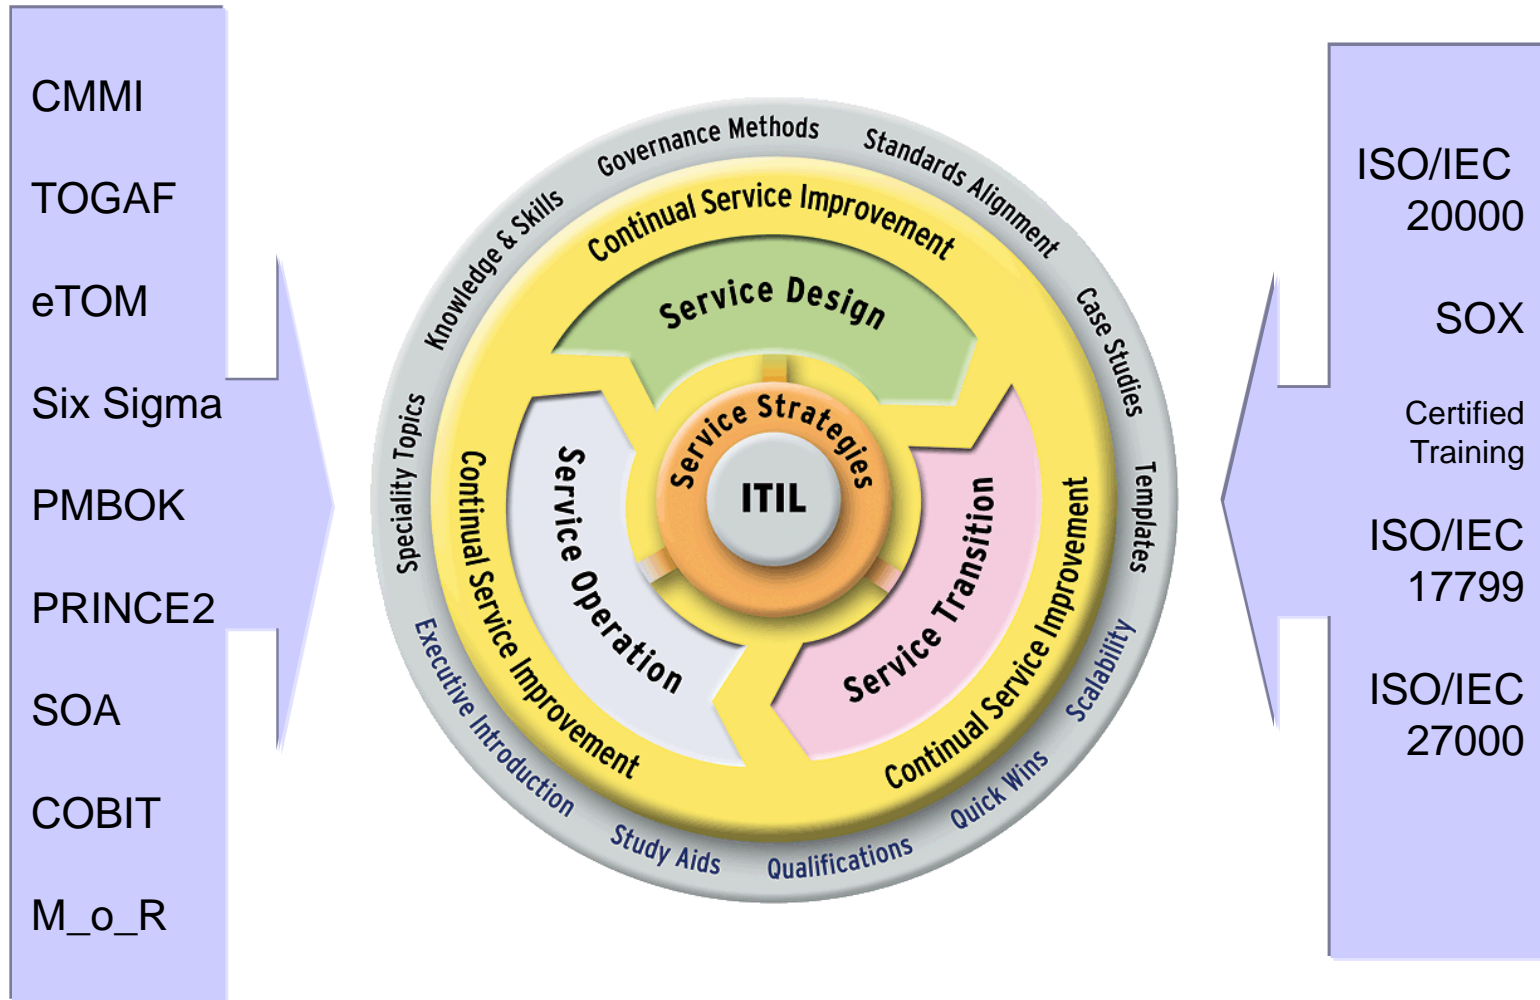 CMMI
TOGAF
eTOM
Six Sigma
PMBOK
PRINCE2
SOA
COBIT
M_o_R
Governance Methods
Standards Alignment
Case Studies
Templates
Scalability
Quick Wins
Qualifications
Study Aids
Executive Introduction
Speciality Topics
Knowledge & Skills
Continual Service Improvement
Continual Service Improvement
Continual Service Improvement
Service Design
Service Transition
Service Operation
Service Strategies
ITIL
ISO/IEC
20000
SOX
Certified
Training
ISO/IEC
17799
ISO/IEC
27000